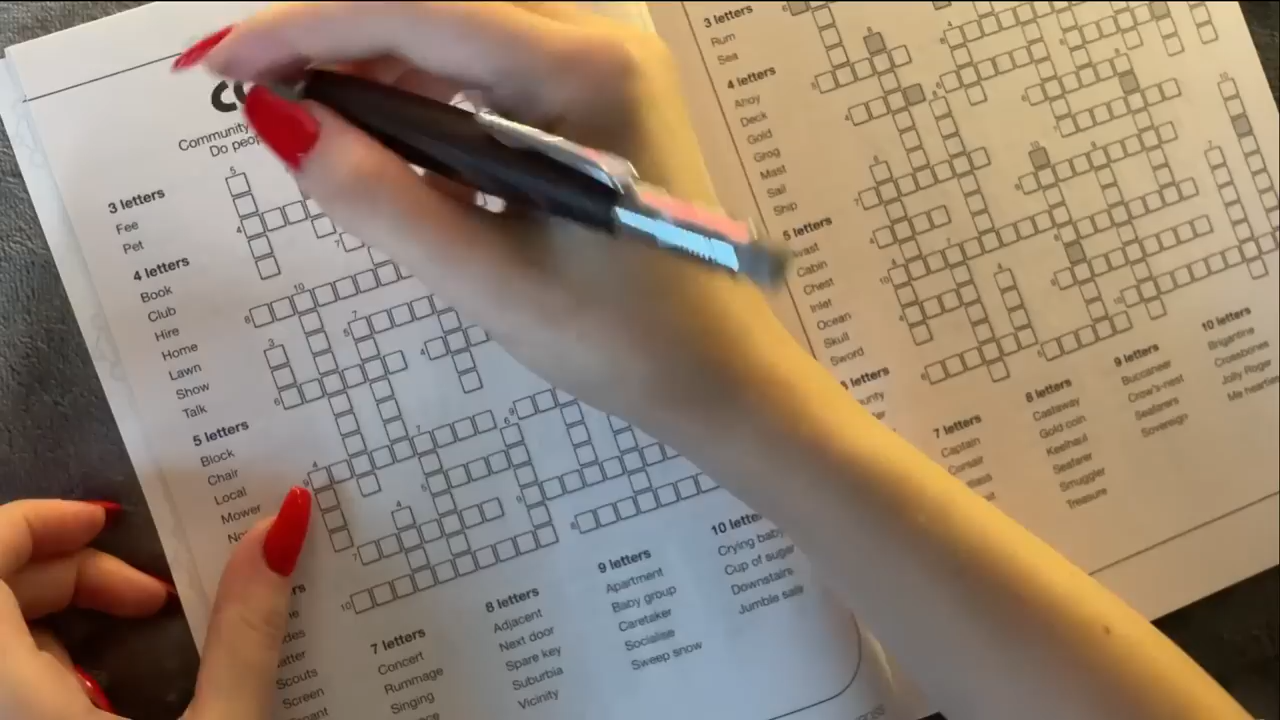 Community
Do
3 letters
Fee
Pet
4 letters
Book
Club
Hire
Home
Lawn
Show
Talk
5 letters
Block
Chair
Local
Mower
Scouts
Screen
7 letters
Concert
Rummage
Singing
8 letters
Adjacent
Next door
Spare key
Suburbia
Vicinity
9 letters
Apartment
Baby group
Caretaker
Socialise
Sweep snow
10
Crying baby
Cup of sugar
Downstairs
Jumble sale
3 letters
Rum
Sea
4 letters
Ahoy
Deck
Gold
Grog
Mast
Sail
Ship
5 letters
Cabin
Chest
Inlet
Ocean
Skull
Sword
letters
7 letters
Captain
Corsair
8 letters
Castaway
Gold coin
Keelhaul
Seafarer
Smuggler
Treasure
9 letters
Buccaneer
Crow's-nest
Seafarers
Sovereign
10 letters
Brigantine
Crossbones
Jolly Roger
Me